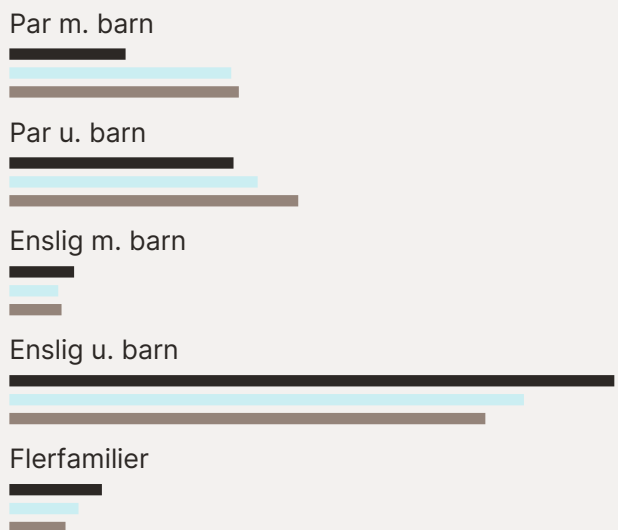 Par m. barn
Par u. barn
Enslig m. barn
Enslig u. barn
Flerfamilier